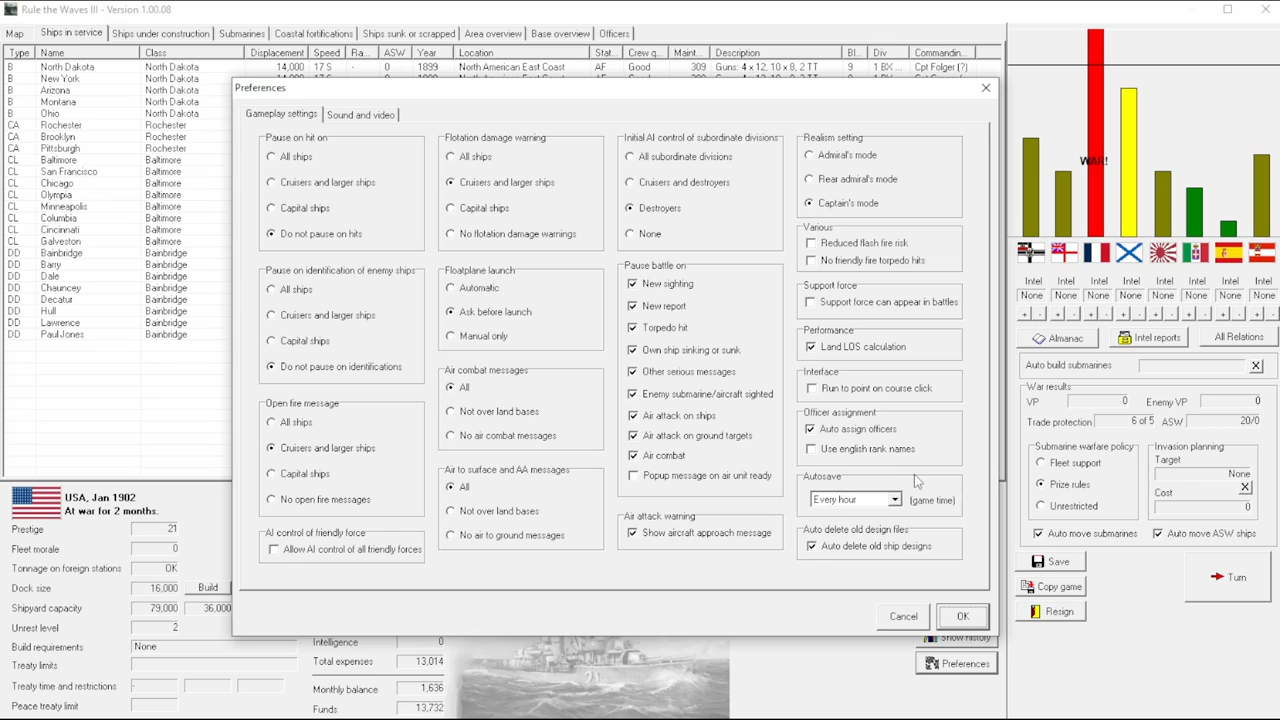 Rule the Waves III - Version 1.00.08
Map Ships in service Ships under construction Submarines Coastal fortifications Ships sunk or scrapped Area overview Base overview Officers
Type Name Class Displacement Speed Ra... ASW Year Location Stat... Crew q... Maint... Description Bl... Div Commandin...
B North Dakota North Dakota 14,000 17 S - 0 1899 North American East Coast AF Good 309 Guns: 4 x 12, 10 x 8, 2 TT 9 1 BX ... Cpt Folger (?)
B New York North Dakota
B Arizona North Dakota
B Montana North Dakota
B Ohio North Dakota
CA Rochester Rochester
CA Brooklyn Rochester
CA Pittsburgh Rochester
CL Baltimore Baltimore
CL San Francisco Baltimore
CL Chicago Baltimore
CL Olympia Baltimore
CL Minneapolis Baltimore
CL Columbia Baltimore
CL Cincinnati Baltimore
CL Galveston Baltimore
DD Bainbridge Bainbridge
DD Barry Bainbridge
DD Dale Bainbridge
DD Chauncey Bainbridge
DD Decatur Bainbridge
DD Hull Bainbridge
DD Lawrence Bainbridge
DD Paul Jones Bainbridge
Preferences
Gameplay settings Sound and video
Pause on hit on
All ships
Cruisers and larger ships
Capital ships
Do not pause on hits
Pause on identification of enemy ships
All ships
Cruisers and larger ships
Capital ships
Do not pause on identifications
Open fire message
All ships
Cruisers and larger ships
Capital ships
No open fire messages
AI control of friendly force
Allow AI control of all friendly forces
Flotation damage warning
All ships
Cruisers and larger ships
Capital ships
No flotation damage warnings
Floatplane launch
Automatic
Ask before launch
Manual only
Air combat messages
All
Not over land bases
No air combat messages
Air to surface and AA messages
All
Not over land bases
No air to ground messages
Initial AI control of subordinate divisions
All subordinate divisions
Cruisers and destroyers
Destroyers
None
Pause battle on
New sighting
New report
Torpedo hit
Own ship sinking or sunk
Other serious messages
Enemy submarine/aircraft sighted
Air attack on ships
Air attack on ground targets
Air combat
Popup message on air unit ready
Air attack warning
Show aircraft approach message
Realism setting
Admiral's mode
Rear admiral's mode
Captain's mode
Various
Reduced flash fire risk
No friendly fire torpedo hits
Support force
Support force can appear in battles
Performance
Land LOS calculation
Interface
Run to point on course click
Officer assignment
Auto assign officers
Use english rank names
Autosave
Every hour (game time)
Auto delete old design files
Auto delete old ship designs
Cancel OK
WAR!
Intel Intel Intel Intel Intel Intel Intel Intel
None None None None None None None None
+ - + - + - + - + - + - + - + -
Almanac Intel reports All Relations
Auto build submarines X
War results
VP 0 Enemy VP 0
Trade protection 6 of 5 ASW 20/0
Submarine warfare policy
Fleet support
Prize rules
Unrestricted
Invasion planning
Target
None
Cost X
0
Auto move submarines Auto move ASW ships
Save
Copy game
Resign
Turn
USA, Jan 1902
At war for 2 months.
Prestige 21
Fleet morale 0
Tonnage on foreign stations OK
Dock size 16,000 Build
Shipyard capacity 79,000 36,000
Unrest level 2
Build requirements None
Treaty limits
Treaty time and restrictions -
Peace treaty limit
Intelligence 0
Total expenses 13,014
Monthly balance 1,636
Funds 13,732
Show history
Preferences